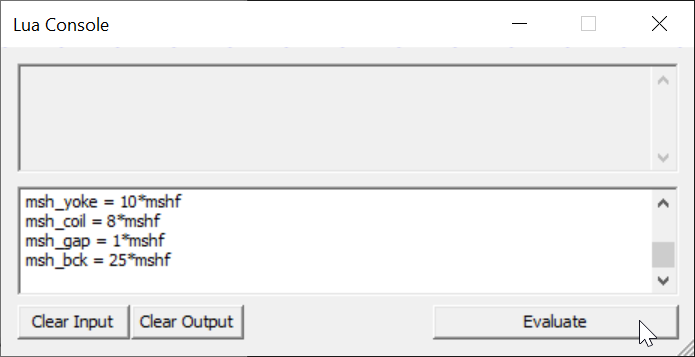 Lua Console
msh_yoke = 10*mshf
msh_coil = 8*mshf
msh_gap = 1*mshf
msh_bck = 25*mshf
Clear Input
Clear Output
Evaluate